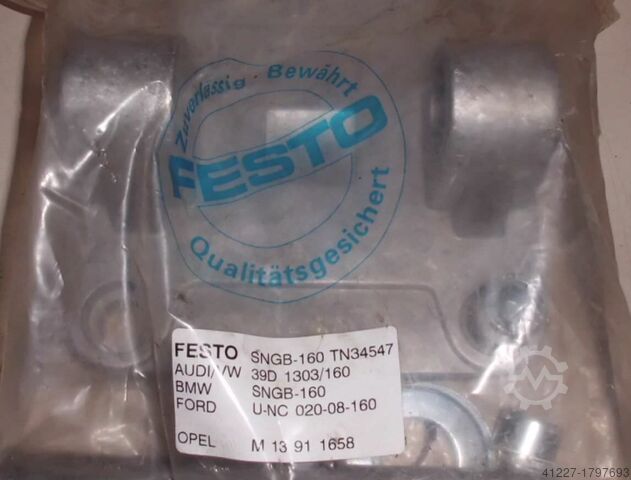 Zuverlässig · Bewährt
FESTO
Qualitätsgesichert
FESTO SNGB-160 TN34547
AUDI/VW 39D 1303/160
BMW SNGB-160
FORD U-NC 020-08-160
OPEL M 13 91 1658
41227-1797693